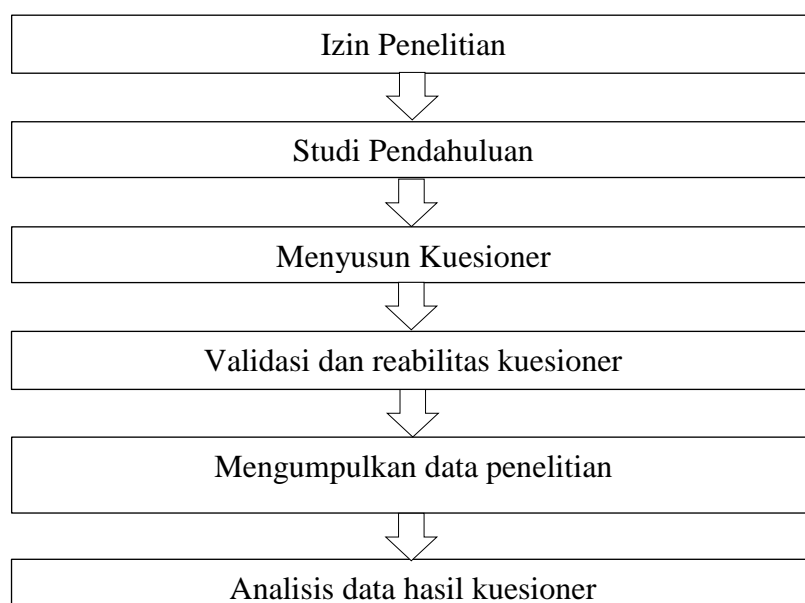 Izin Penelitian
Studi Pendahuluan
Menyusun Kuesioner
Validasi dan reabilitas kuesioner
Mengumpulkan data penelitian
Analisis data hasil kuesioner